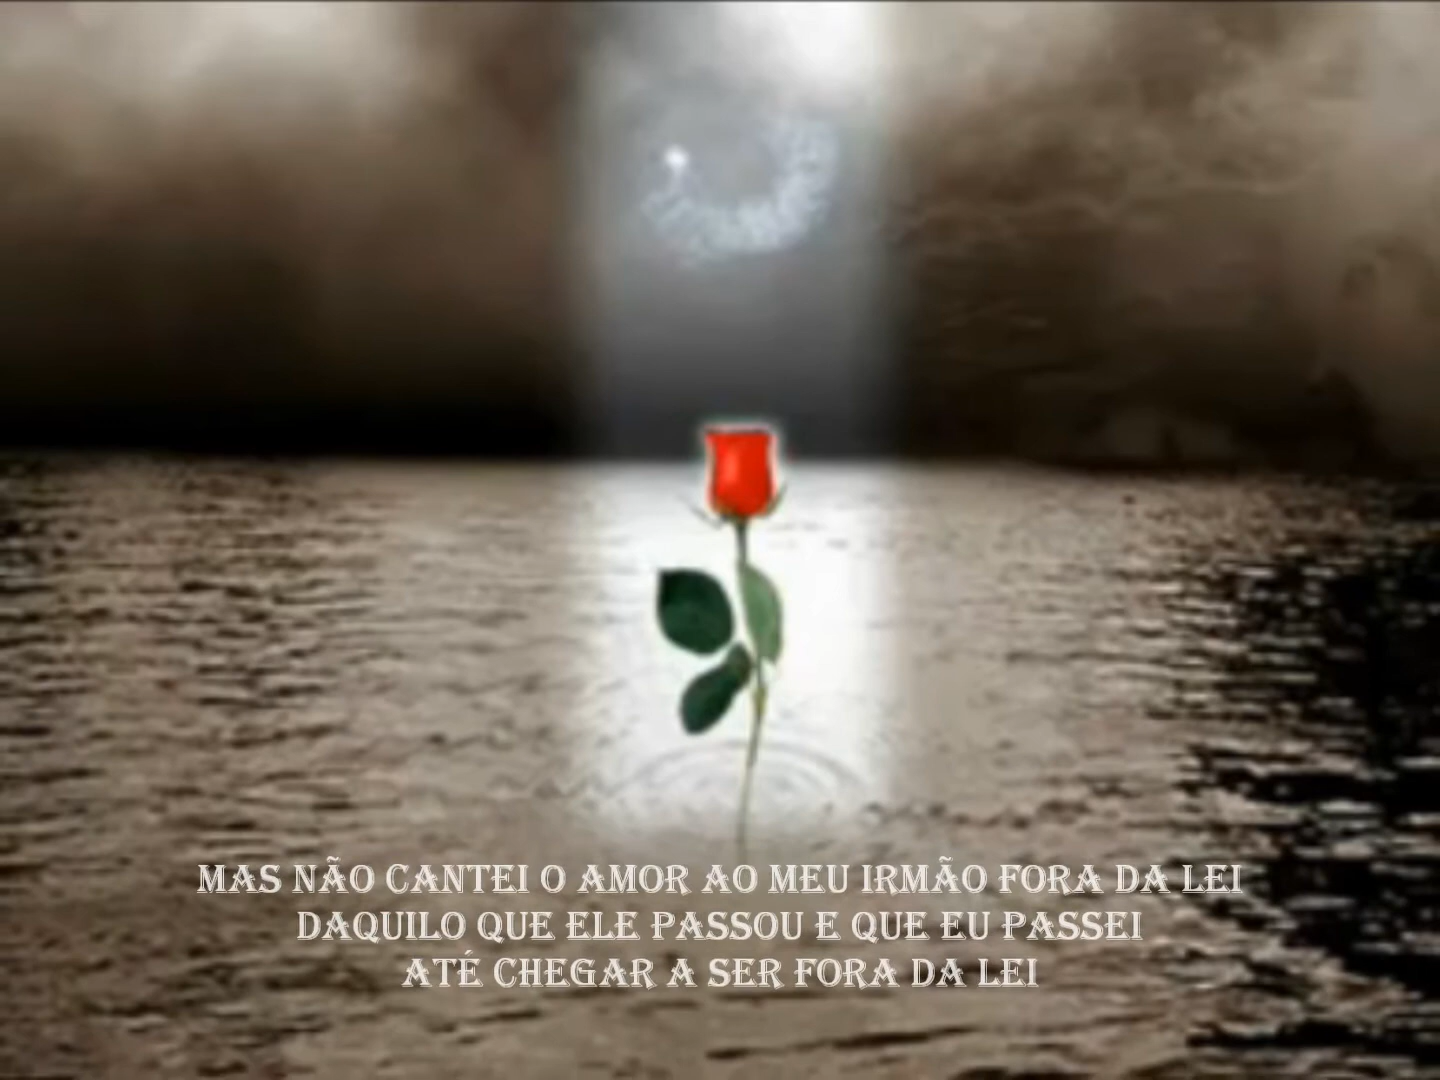 MAS NÃO CANTEI O AMOR AO MEU IRMÃO FORA DA LEI
DAQUILO QUE ELE PASSOU E QUE EU PASSEI
ATÉ CHEGAR A SER FORA DA LEI